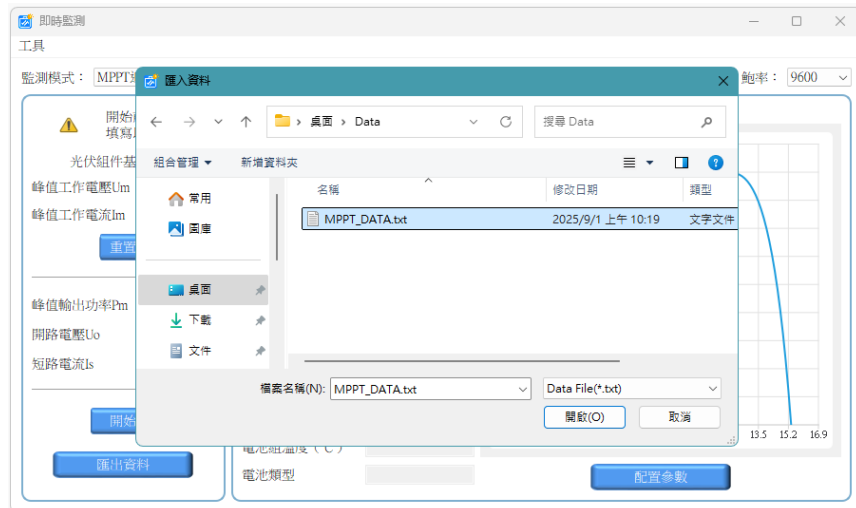 即時監測
工具
監測模式： MPPT
鮑率： 9600
匯入資料
開始
填寫
光伏組件基
峰值工作電壓Um
峰值工作電流Im
重置
峰值輸出功率Pm
開路電壓Uo
短路電流Is
開始
匯出資料
桌面 › Data
搜尋 Data
組合管理 新增資料夾
常用
圖庫
桌面
下載
文件
名稱 修改日期 類型
MPPT_DATA.txt 2025/9/1 上午 10:19 文字文件
檔案名稱(N): MPPT_DATA.txt Data File(*.txt)
開啟(O) 取消
13.5 15.2 16.9
電池組溫度（℃）
電池類型
配置參數